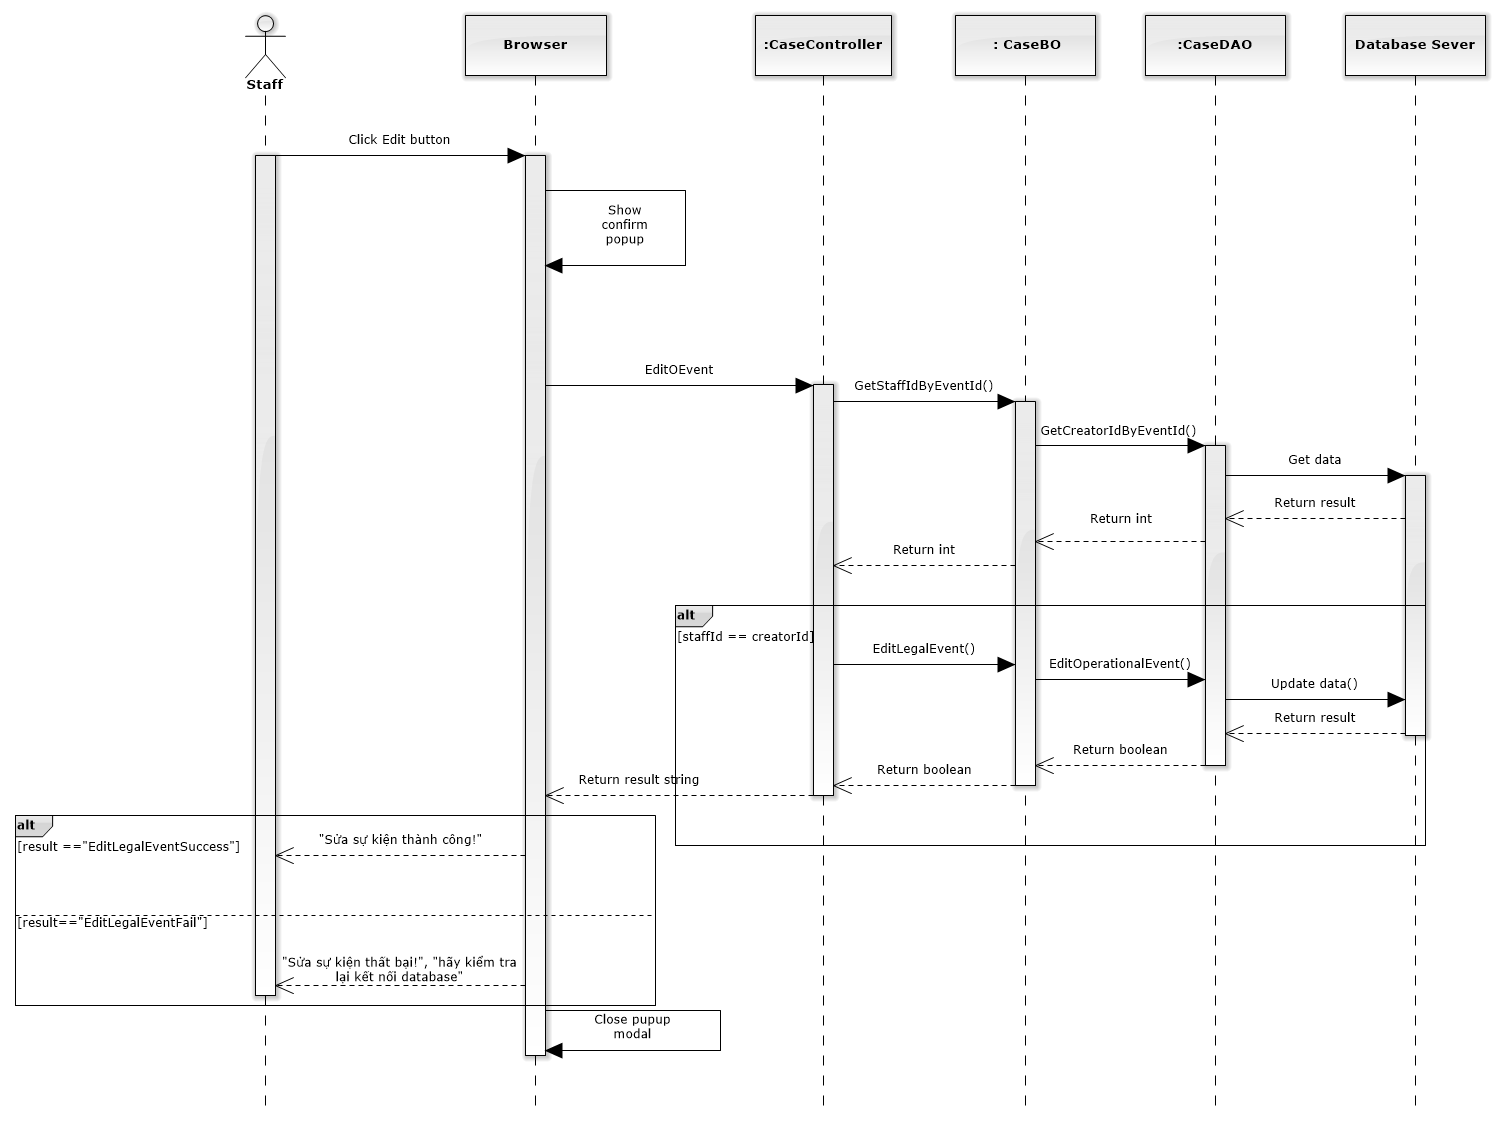 Staff
Browser
:CaseController
: CaseBO
:CaseDAO
Database Sever
Click Edit button
Show
confirm
popup
EditOEvent
GetStaffIdByEventId()
GetCreatorIdByEventId()
Get data
Return result
Return int
Return int
alt
[staffId == creatorId]
EditLegalEvent()
EditOperationalEvent()
Update data()
Return result
Return boolean
Return boolean
Return result string
alt
[result =="EditLegalEventSuccess"]
"Sửa sự kiện thành công!"
[result=="EditLegalEventFail"]
"Sửa sự kiện thất bại!", "hãy kiểm tra
lại kết nối database"
Close pupup
modal